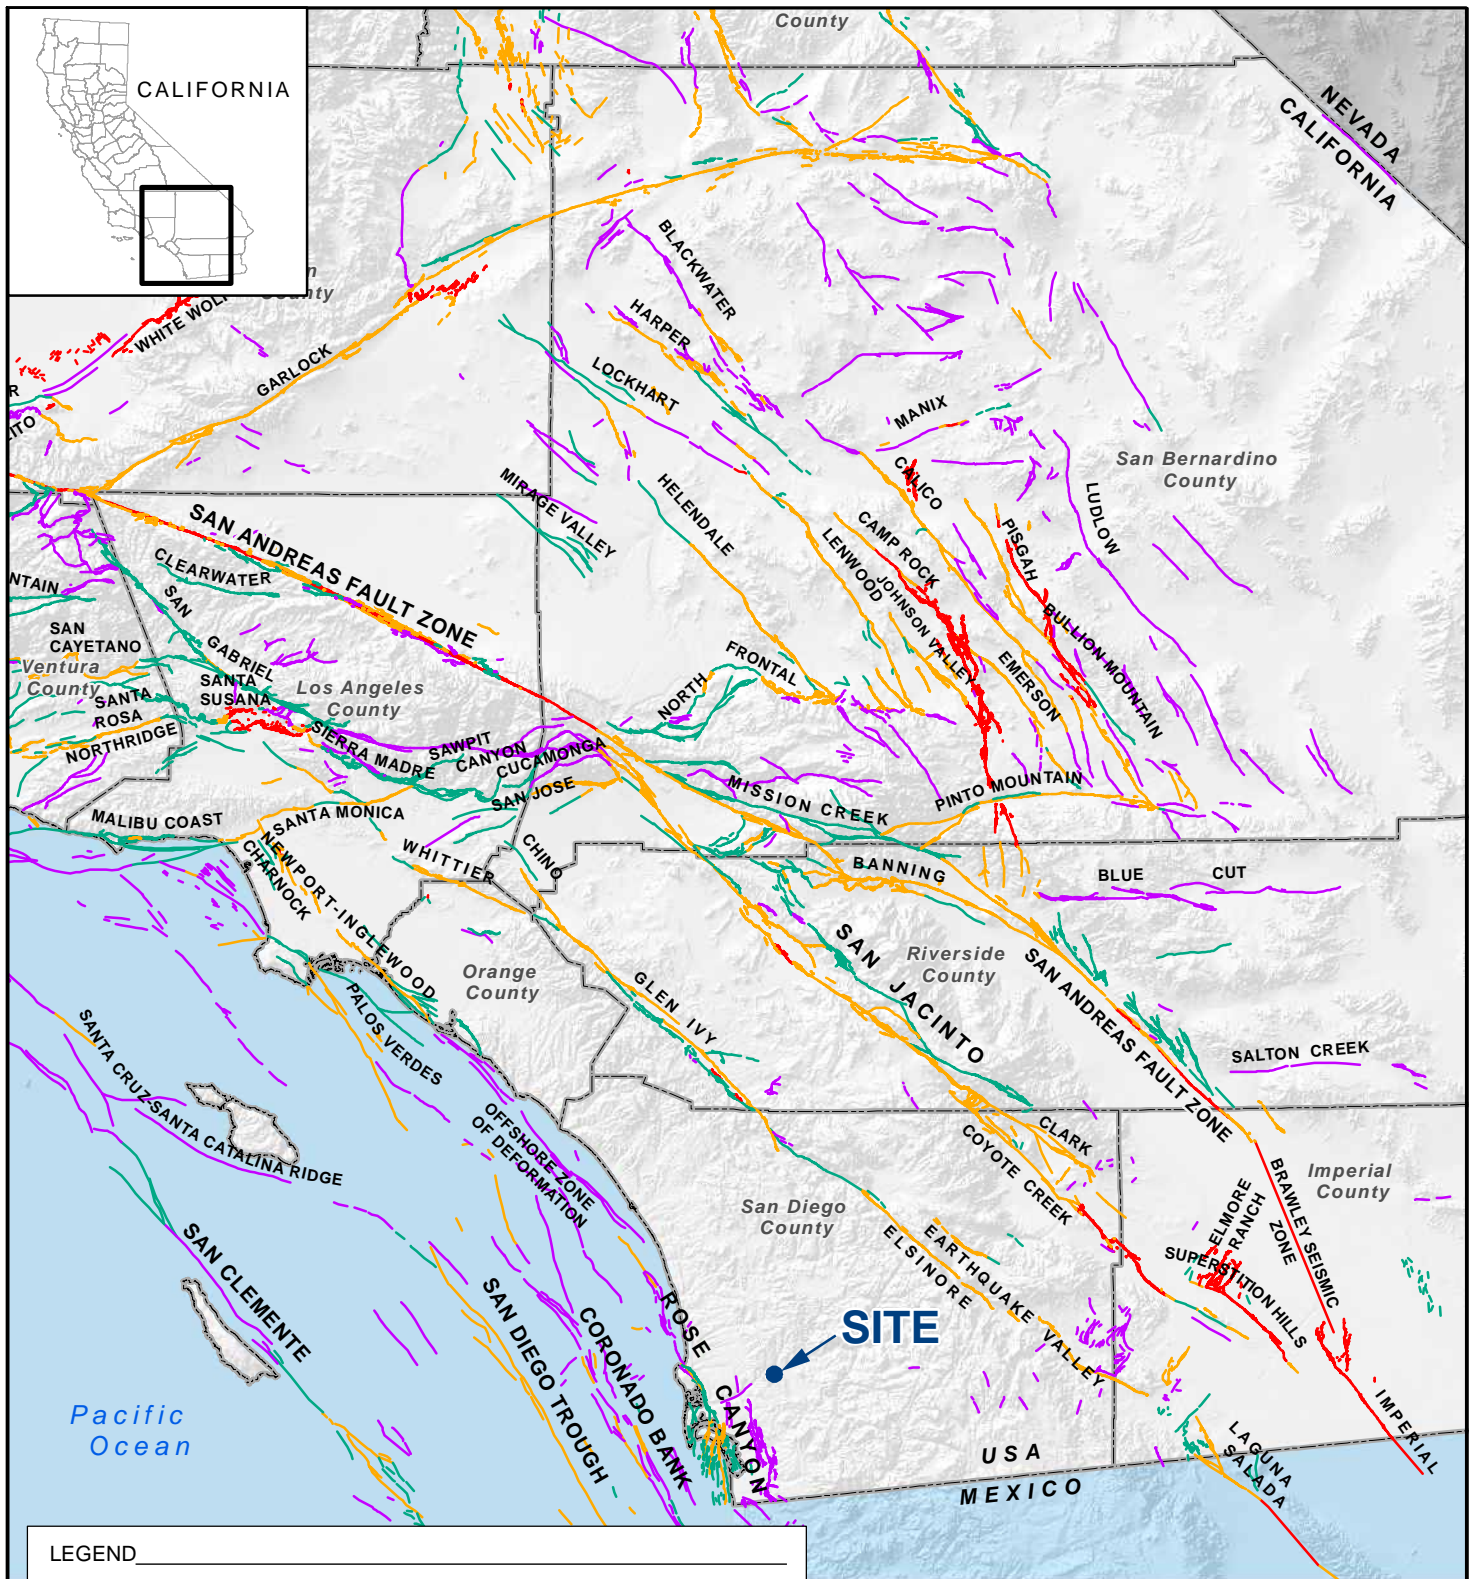 County
CALIFORNIA
NEVADA
CALIFORNIA
WHITE WOLF
n
County
GARLOCK
BLACKWATER
HARPER
LOCKHART
MANIX
R
LITO
San Bernardino
County
CALICO
LUDLOW
MIRAGE VALLEY
HELENDALE
SAN ANDREAS FAULT ZONE
CLEARWATER
CAMP ROCK
LENWOOD
PISGAH
JOHNSON VALLEY
BULLION MOUNTAIN
EMERSON
NTAIN
SAN
GABRIEL
SAN
CAYETANO
Ventura
County
SANTA
SUSANA
Los Angeles
County
SANTA
ROSA
NORTHRIDGE
NORTH
FRONTAL
SIERRA MADRE
SAWPIT
CANYON
CUCAMONGA
SAN JOSE
MISSION CREEK
PINTO MOUNTAIN
MALIBU COAST
SANTA MONICA
NEWPORT-INGLEWOOD
CHARNOCK
WHITTIER
CHINO
BANNING
BLUE CUT
SAN JACINTO
Riverside
County
SAN ANDREAS FAULT ZONE
Orange
County
GLEN IVY
PALOS VERDES
SALTON CREEK
SANTA CRUZ-SANTA CATALINA RIDGE
OFFSHORE ZONE
OF DEFORMATION
CLARK
COYOTE CREEK
BRAWLEY SEISMIC
ZONE
Imperial
County
ELMORE
RANCH
SUPERSTITION HILLS
San Diego
County
EARTHQUAKE VALLEY
ELSINORE
SAN CLEMENTE
SAN DIEGO TROUGH
CORONADO BANK
ROSE
CANYON
SITE
IMPERIAL
LAGUNA
SALADA
Pacific
Ocean
USA
MEXICO
LEGEND